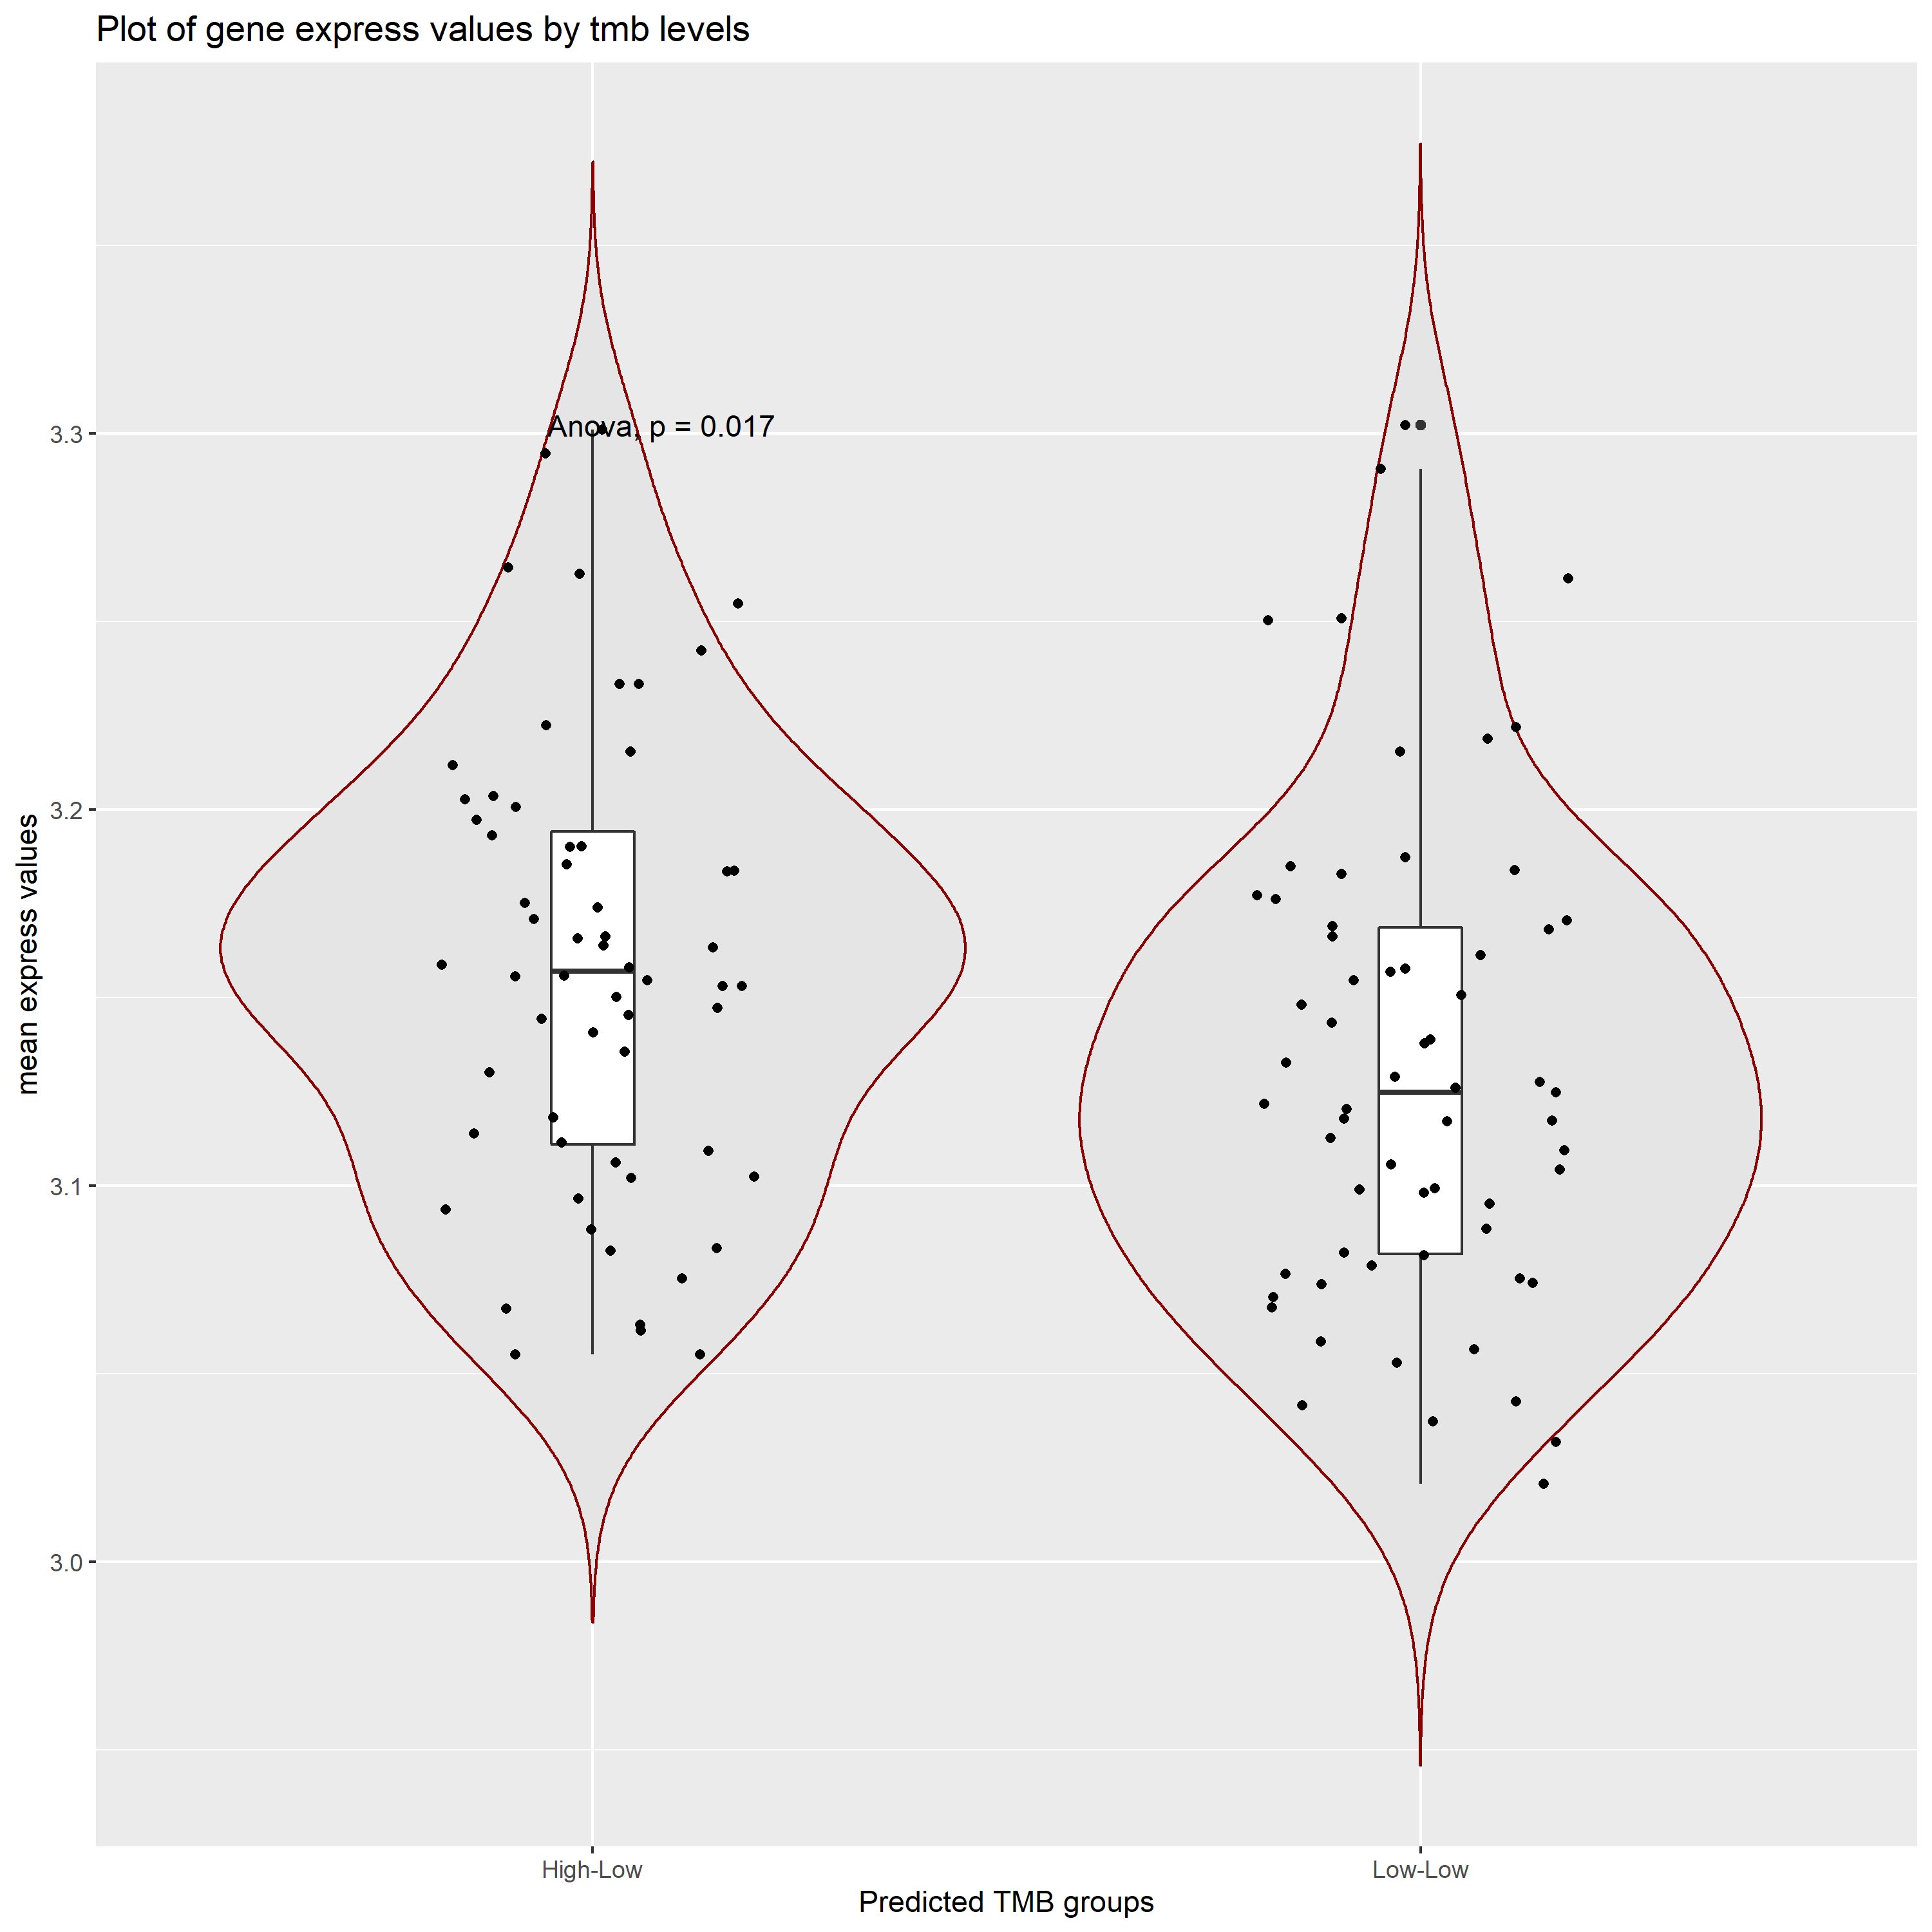 Plot of gene express values by tmb levels
mean express values
3.3
3.2
3.1
3.0
Anova, p = 0.017
High-Low
Low-Low
Predicted TMB groups